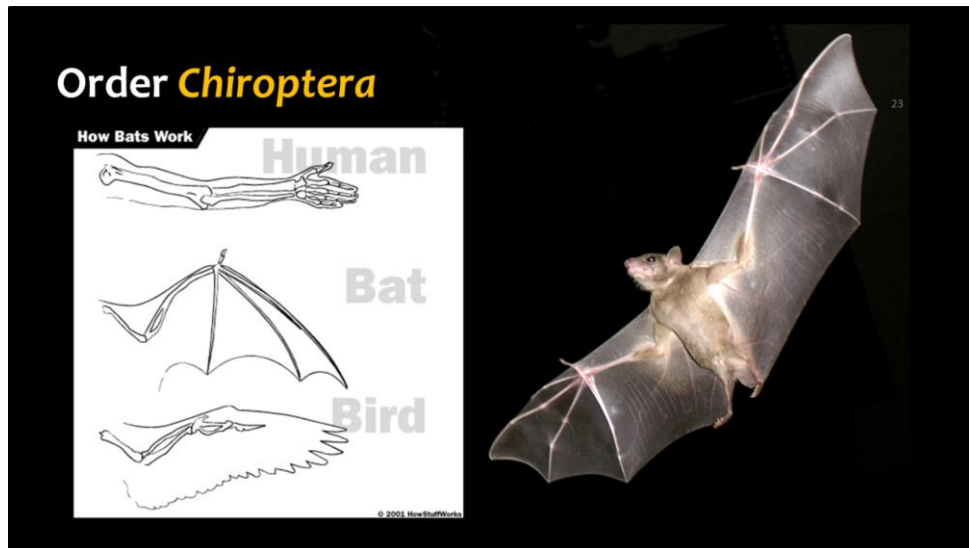 Order Chiroptera
23
How Bats Work
Human
Bat
Bird
© 2001 HowStuffWorks